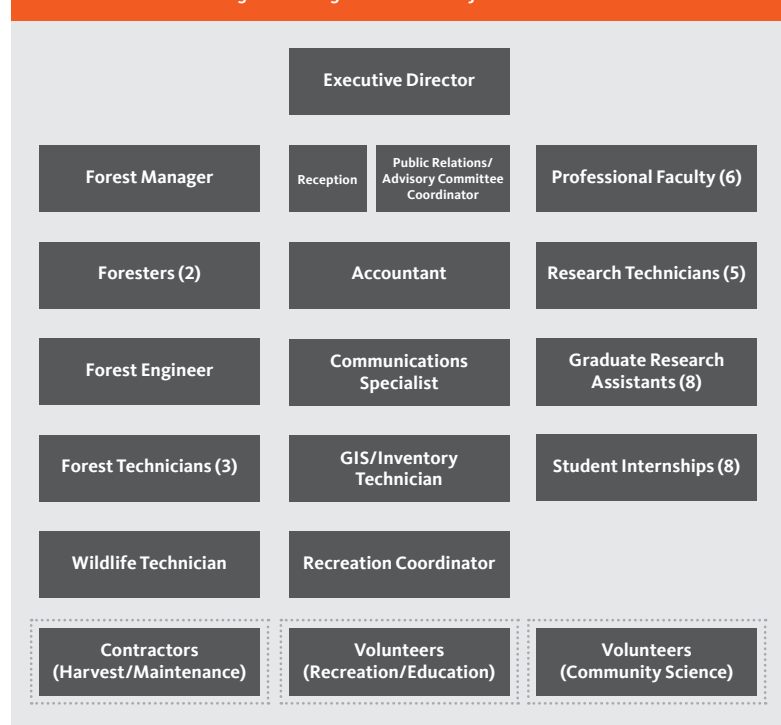 Executive Director
Forest Manager
Reception
Public Relations/
Advisory Committee
Coordinator
Professional Faculty (6)
Foresters (2)
Accountant
Research Technicians (5)
Forest Engineer
Communications
Specialist
Graduate Research
Assistants (8)
Forest Technicians (3)
GIS/Inventory
Technician
Student Internships (8)
Wildlife Technician
Recreation Coordinator
Contractors
(Harvest/Maintenance)
Volunteers
(Recreation/Education)
Volunteers
(Community Science)